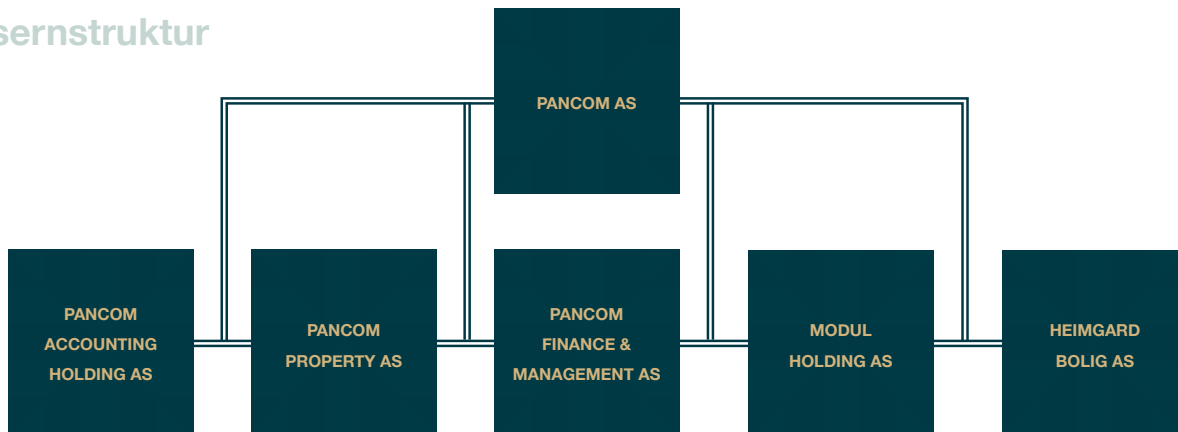 sernstruktur
PANCOM AS
PANCOM
ACCOUNTING
HOLDING AS
PANCOM
PROPERTY AS
PANCOM
FINANCE &
MANAGEMENT AS
MODUL
HOLDING AS
HEIMGARD
BOLIG AS